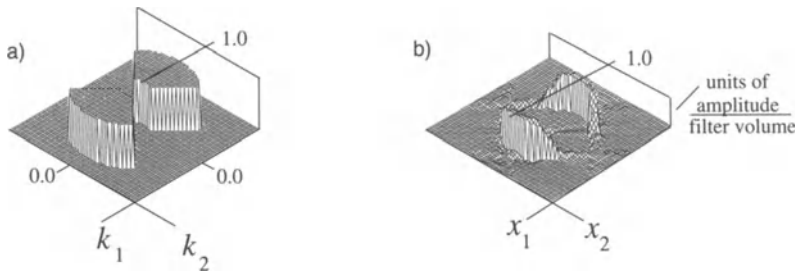 a)
1.0
0.0
0.0
k1
k2
b)
1.0
units of
amplitude
filter volume
x1
x2